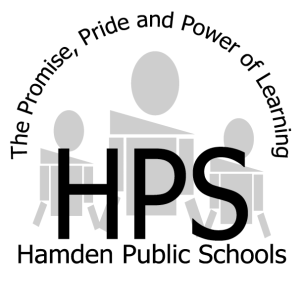 The Promise, Pride and Power of Learning
HPS
Hamden Public Schools